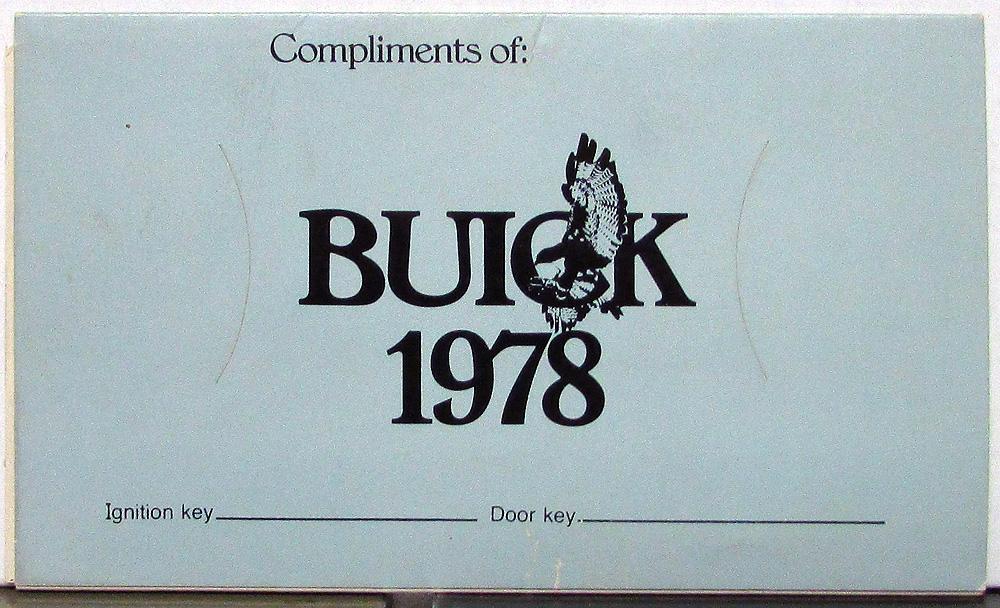 Compliments of:
BUICK
1978
Ignition key Door key